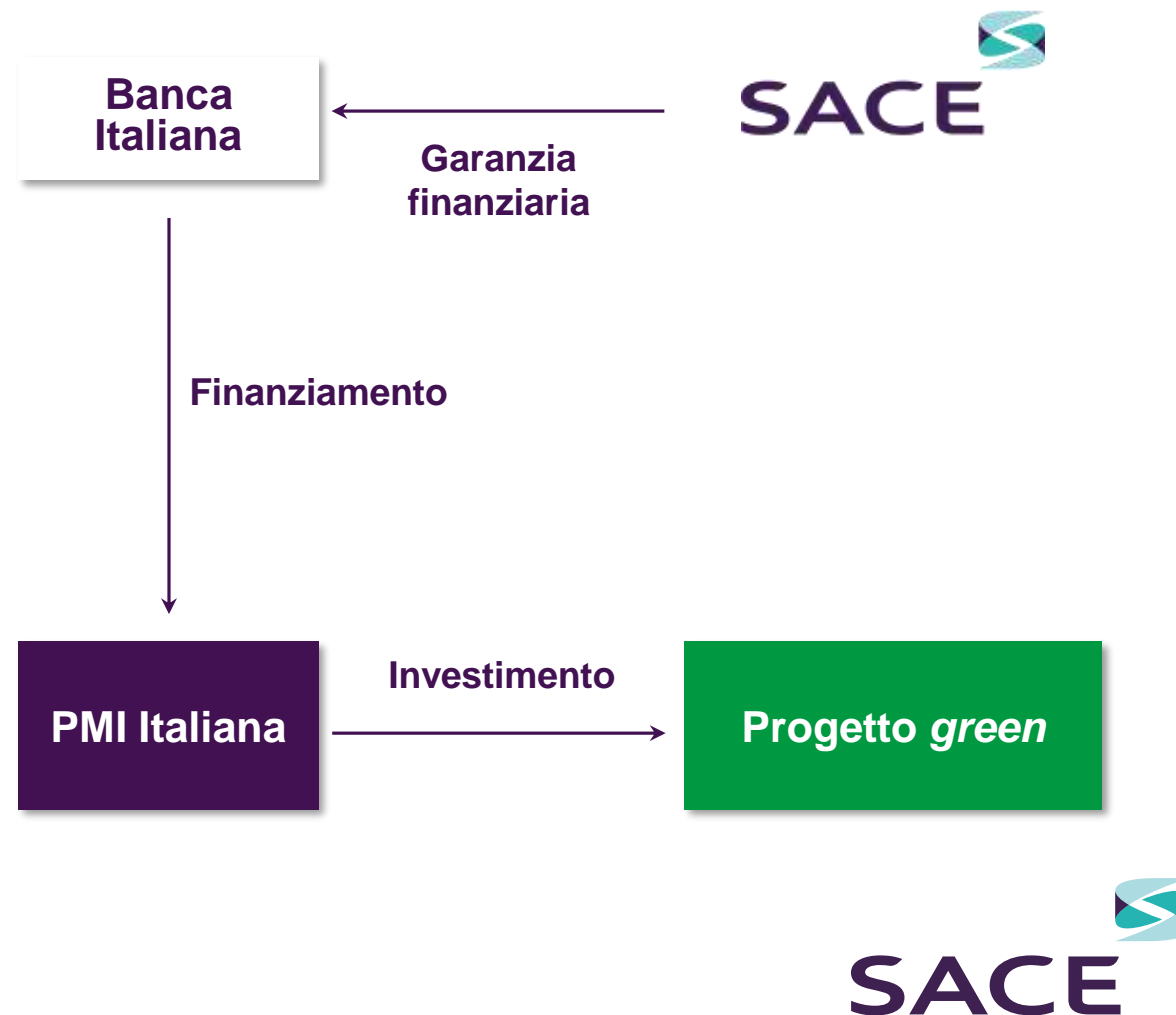 Banca
Italiana
SACE
Garanzia
finanziaria
Finanziamento
PMI Italiana
Investimento
Progetto green
SACE